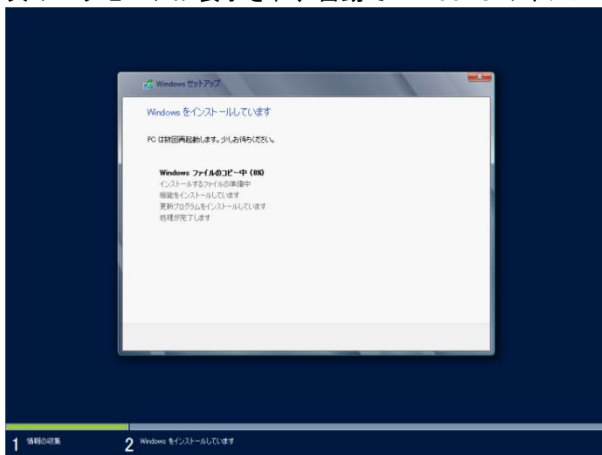 Windows セットアップ
Windows をインストールしています
PC は数回再起動します。少しお待ちください。
Windows ファイルのコピー中 (0%)
インストールするファイルの準備中
機能をインストールしています
更新プログラムをインストールしています
処理が完了します
1 情報の収集
2 Windows をインストールしています